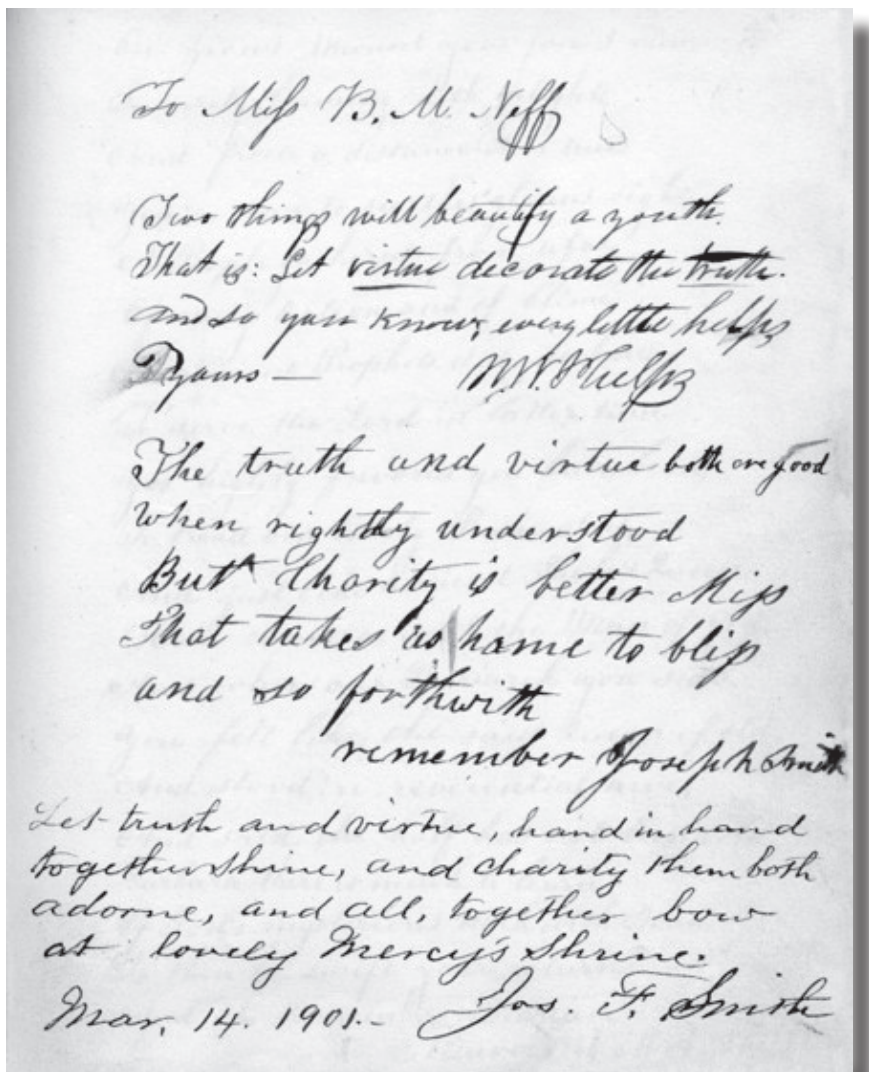 To Miss B. M. Neff
Two things will beautify a youth.
That is: Let virtue decorate the truth.
and so you know; every little helps
yours — W. W. Phelps
The truth and virtue both are good
When rightly understood
But Charity is better Miss
That takes us home to bliss
and so forthwith
remember Joseph Smith
Let truth and virtue, hand in hand
together shine, and charity them both
adorne, and all, together bow
at lovely Mercy's Shrine.
Mar. 14. 1901.- Jos. F. Smith